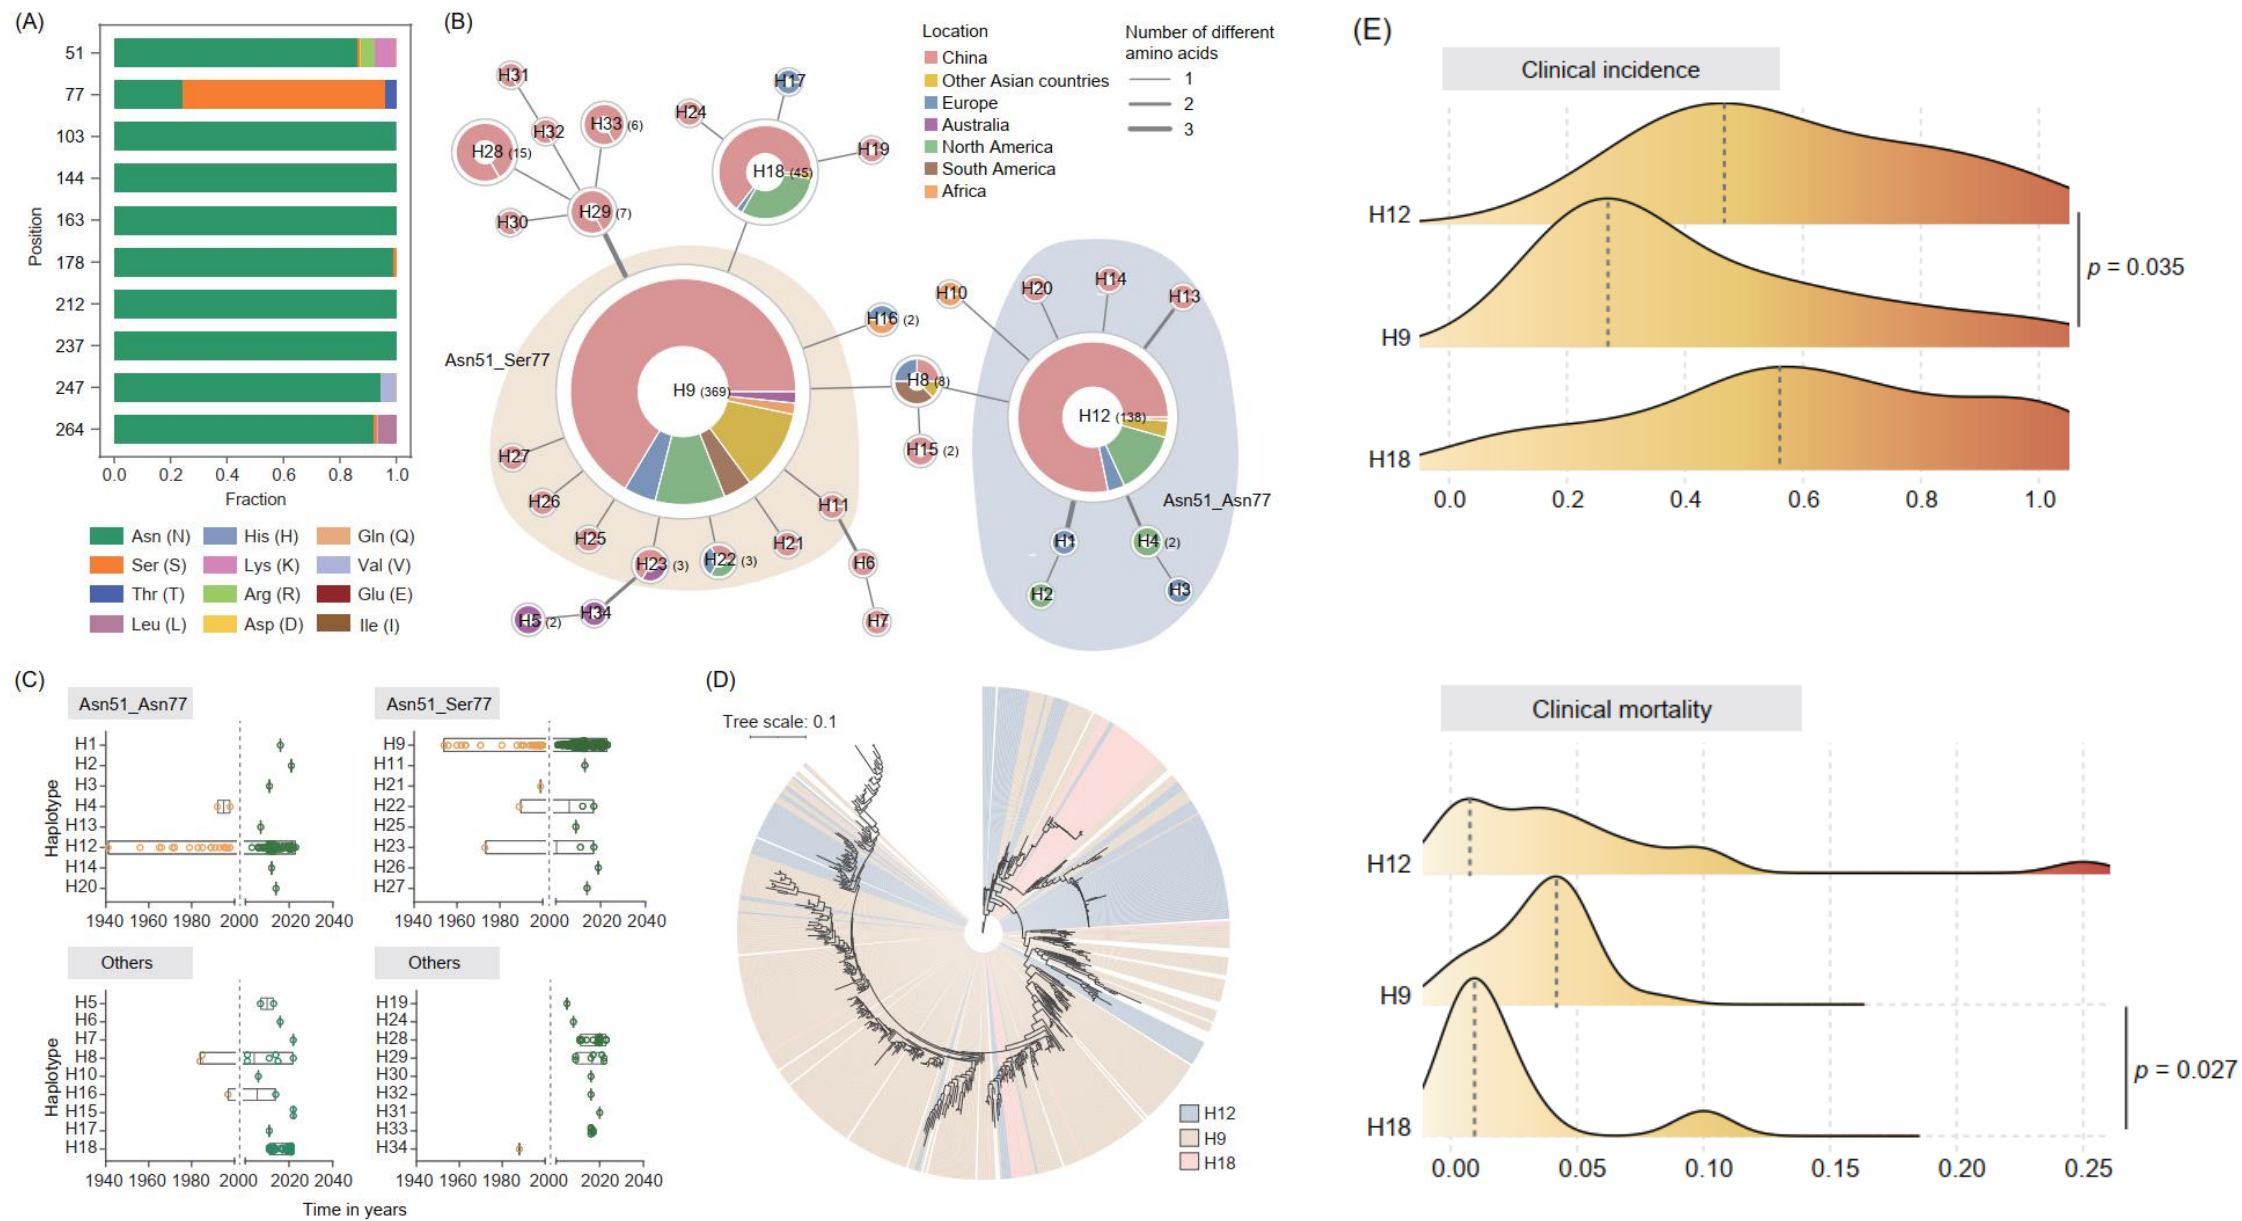 (A)
51
77
103
144
163
178
212
237
247
264
Position
0.0 0.2 0.4 0.6 0.8 1.0
Fraction
Asn (N) His (H) Gln (Q)
Ser (S) Lys (K) Val (V)
Thr (T) Arg (R) Glu (E)
Leu (L) Asp (D) Ile (I)
(B)
Location
China
Other Asian countries
Europe
Australia
North America
South America
Africa
Number of different
amino acids
1
2
3
H31
H17
H24
H33 (6)
H32
H28 (15)
H19
H18 (45)
H29 (7)
H30
H10
H20
H14
H13
H16 (2)
Asn51_Ser77
H9 (369)
H8 (8)
H12 (138)
H15 (2)
H27
H26
H25
H23 (3)
H22 (3)
H21
H11
H6
H7
H5 (2)
H34
Asn51_Asn77
H1
H4 (2)
H2
H3
(C)
Asn51_Asn77
H1
H2
H3
H4
H13
H12
H14
H20
Haplotype
1940 1960 1980 2000 2020 2040
Asn51_Ser77
H9
H11
H21
H22
H25
H23
H26
H27
1940 1960 1980 2000 2020 2040
Others
H5
H6
H7
H8
H10
H16
H15
H17
H18
Haplotype
1940 1960 1980 2000 2020 2040
Others
H19
H24
H28
H29
H30
H32
H31
H33
H34
1940 1960 1980 2000 2020 2040
Time in years
(D)
Tree scale: 0.1
H12
H9
H18
(E)
Clinical incidence
H12
H9
H18
p = 0.035
0.0 0.2 0.4 0.6 0.8 1.0
Clinical mortality
H12
H9
H18
p = 0.027
0.00 0.05 0.10 0.15 0.20 0.25